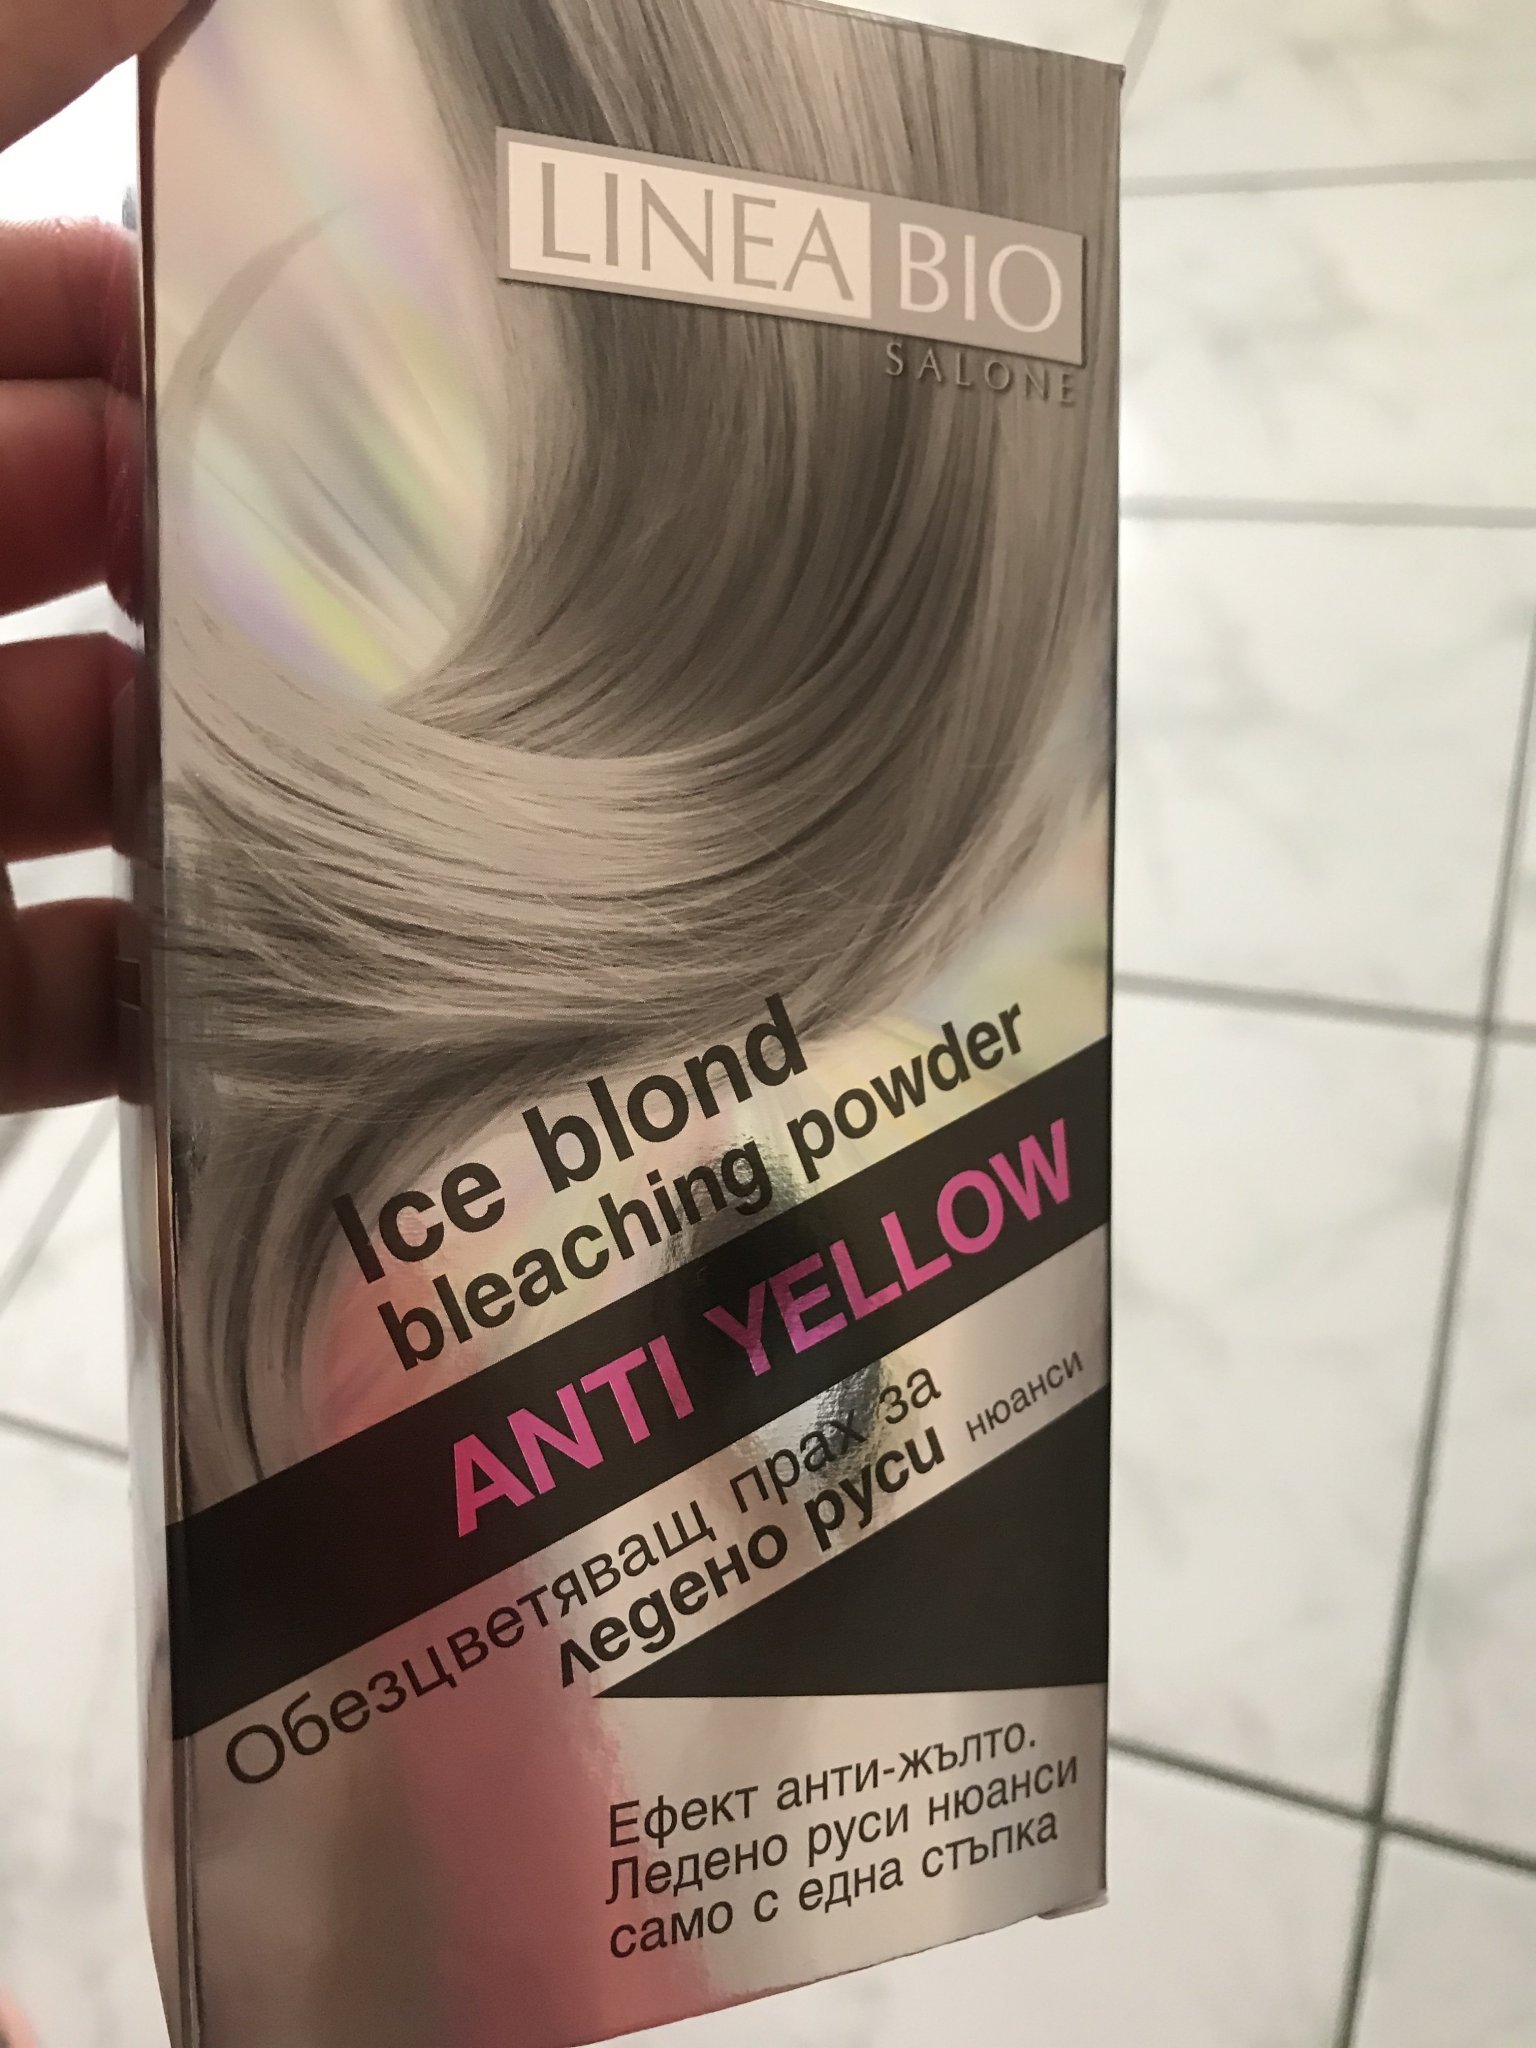 LINEA BIO
SALONE
Ice blond
bleaching powder
ANTI YELLOW
Обезцветяващ прах за
ледено руси нюанси
Ефект анти-жълто.
Ледено руси нюанси
само с една стъпка